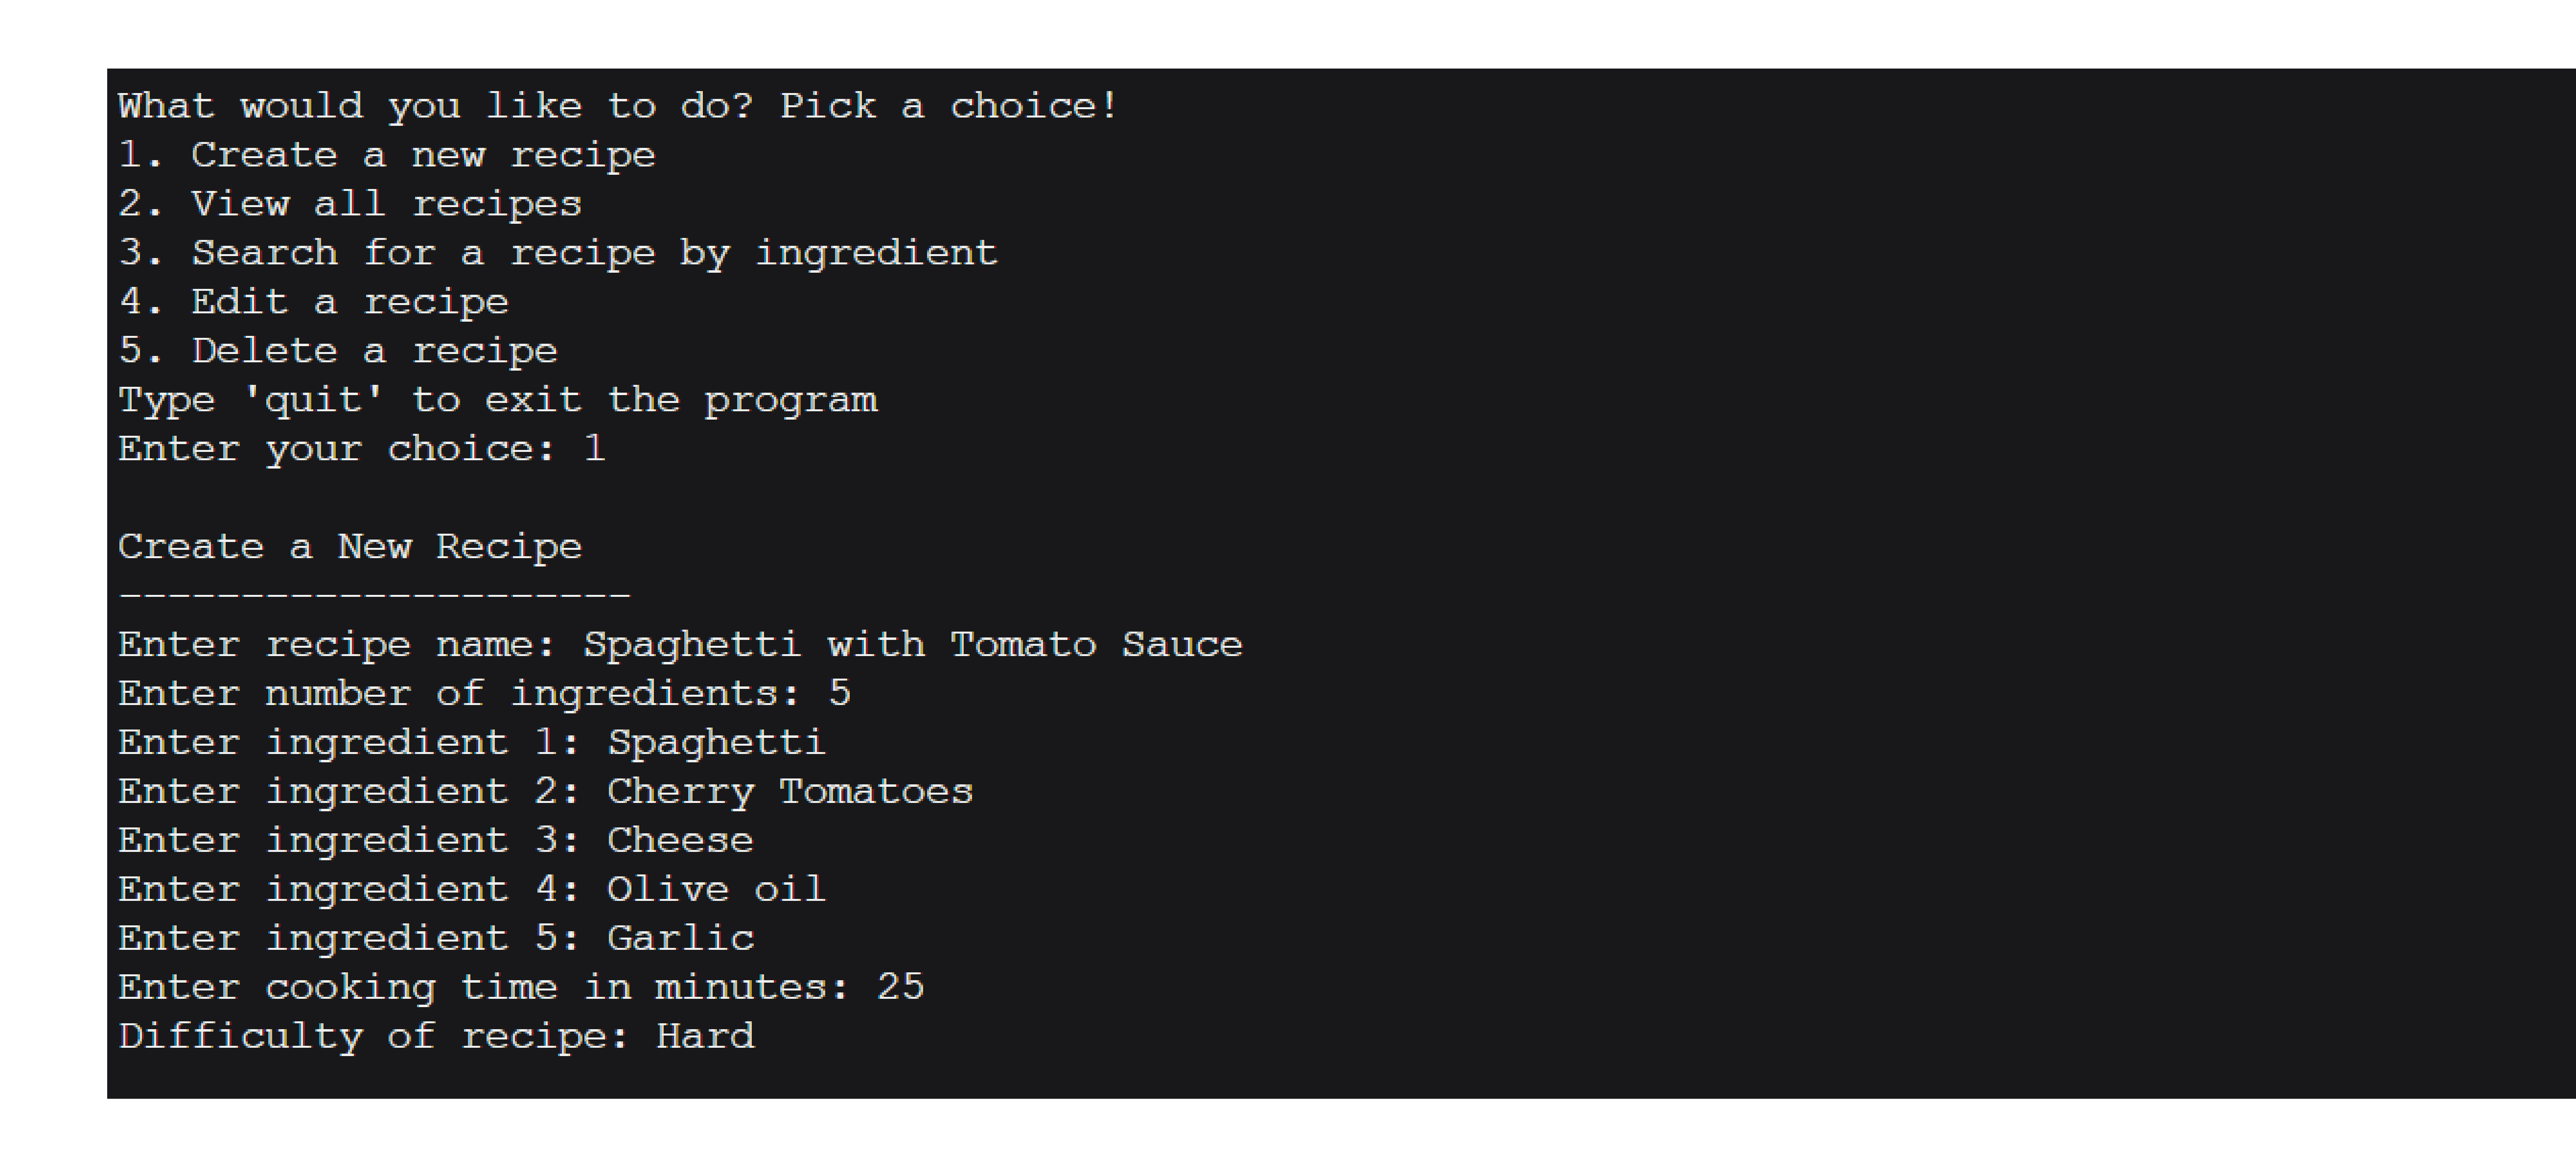 What would you like to do? Pick a choice!
1. Create a new recipe
2. View all recipes
3. Search for a recipe by ingredient
4. Edit a recipe
5. Delete a recipe
Type 'quit' to exit the program
Enter your choice: 1
Create a New Recipe
---------------------
Enter recipe name: Spaghetti with Tomato Sauce
Enter number of ingredients: 5
Enter ingredient 1: Spaghetti
Enter ingredient 2: Cherry Tomatoes
Enter ingredient 3: Cheese
Enter ingredient 4: Olive oil
Enter ingredient 5: Garlic
Enter cooking time in minutes: 25
Difficulty of recipe: Hard